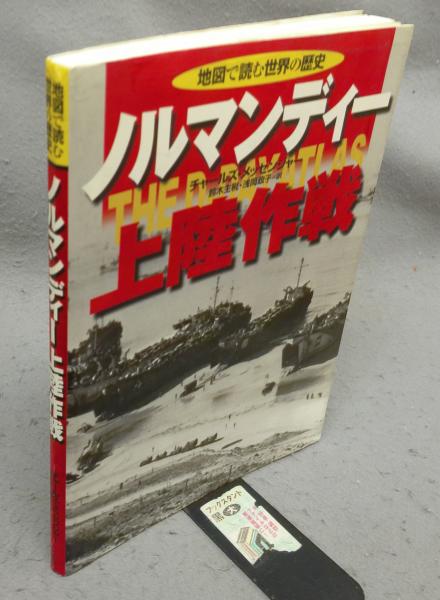 地図で読む世界の歴史
ノルマンディー
チャールズ・メッセンジャー
THE D-DAY ATLAS
鈴木主税・浅岡政子=訳
上陸作戦
地図で読む
世界の歴史
ノルマンディー上陸作戦
ブックスタンド
黒 大